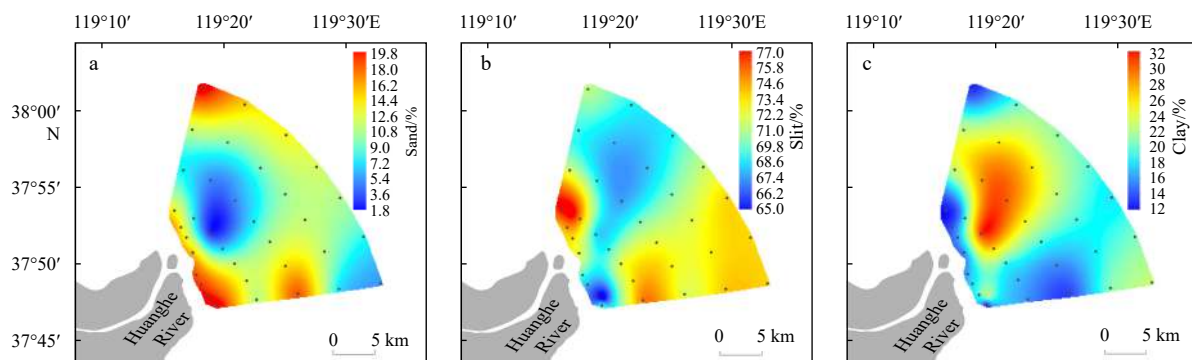 119°10′ 119°20′ 119°30′E 119°10′ 119°20′ 119°30′E 119°10′ 119°20′ 119°30′E
38°00′
N
37°55′
37°50′
37°45′
a
19.8
18.0
14.4
12.6
10.8
9.0
7.2
5.4
3.6
1.8
Sand/%
Huanghe
River
0 5 km
b
77.0
75.8
74.6
73.4
72.2
71.0
69.8
68.6
67.4
66.2
65.0
Slit/%
Huanghe
River
0 5 km
c
32
30
28
26
24
22
20
18
16
14
12
Clay/%
Huanghe
River
0 5 km